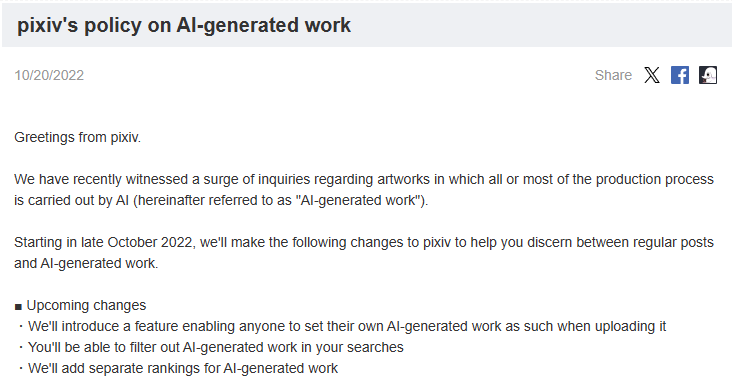 pixiv's policy on AI-generated work
10/20/2022
Share
Greetings from pixiv.
We have recently witnessed a surge of inquiries regarding artworks in which all or most of the production process
is carried out by AI (hereinafter referred to as "AI-generated work").
Starting in late October 2022, we'll make the following changes to pixiv to help you discern between regular posts
and AI-generated work.
■ Upcoming changes
・We'll introduce a feature enabling anyone to set their own AI-generated work as such when uploading it
・You'll be able to filter out AI-generated work in your searches
・We'll add separate rankings for AI-generated work